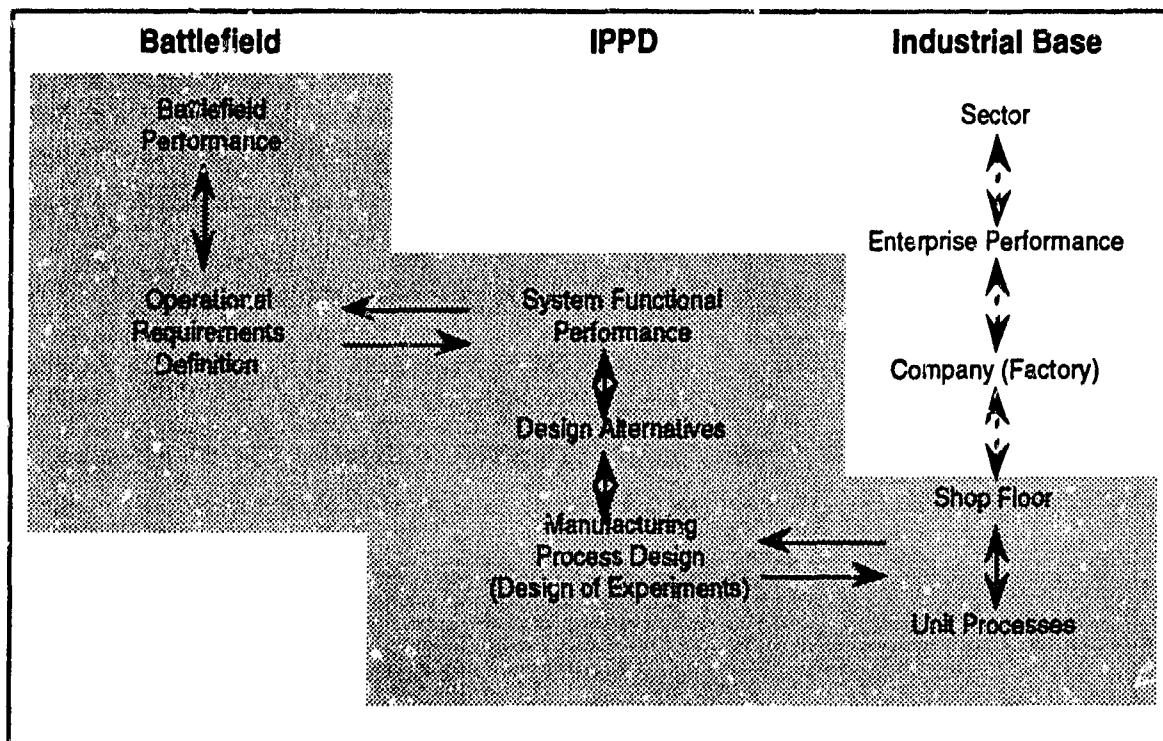 Battlefield
IPPD
Industrial Base
Battlefield
Performance
Sector
Enterprise Performance
Operational
Requirements
Definition
System Functional
Performance
Company (Factory)
Design Alternatives
Shop Floor
Manufacturing
Process Design
(Design of Experiments)
Unit Processes